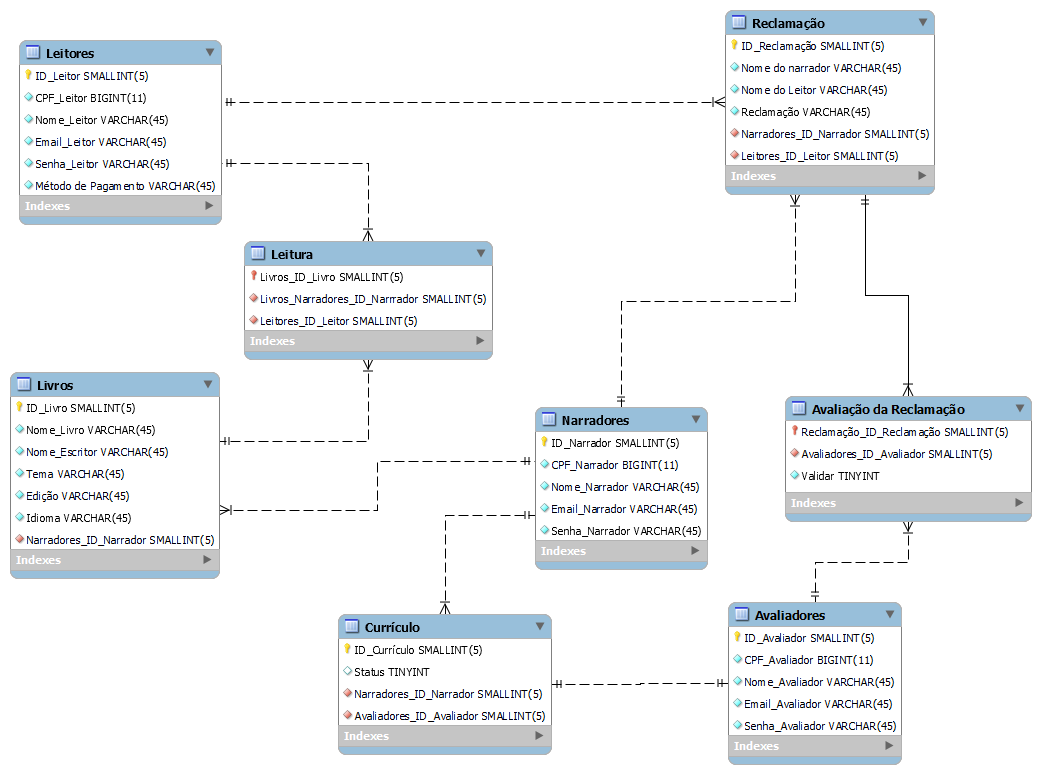 Leitores
ID_Leitor SMALLINT(5)
CPF_Leitor BIGINT(11)
Nome_Leitor VARCHAR(45)
Email_Leitor VARCHAR(45)
Senha_Leitor VARCHAR(45)
Método de Pagamento VARCHAR(45)
Indexes
Reclamação
ID_Reclamação SMALLINT(5)
Nome do narrador VARCHAR(45)
Nome do Leitor VARCHAR(45)
Reclamação VARCHAR(45)
Narradores_ID_Narrador SMALLINT(5)
Leitores_ID_Leitor SMALLINT(5)
Indexes
Leitura
Livros_ID_Livro SMALLINT(5)
Livros_Narradores_ID_Narrador SMALLINT(5)
Leitores_ID_Leitor SMALLINT(5)
Indexes
Livros
ID_Livro SMALLINT(5)
Nome_Livro VARCHAR(45)
Nome_Escritor VARCHAR(45)
Tema VARCHAR(45)
Edição VARCHAR(45)
Idioma VARCHAR(45)
Narradores_ID_Narrador SMALLINT(5)
Indexes
Narradores
ID_Narrador SMALLINT(5)
CPF_Narrador BIGINT(11)
Nome_Narrador VARCHAR(45)
Email_Narrador VARCHAR(45)
Senha_Narrador VARCHAR(45)
Indexes
Avaliação da Reclamação
Reclamação_ID_Reclamação SMALLINT(5)
Avaliadores_ID_Avaliador SMALLINT(5)
Validar TINYINT
Indexes
Currículo
ID_Currículo SMALLINT(5)
Status TINYINT
Narradores_ID_Narrador SMALLINT(5)
Avaliadores_ID_Avaliador SMALLINT(5)
Indexes
Avaliadores
ID_Avaliador SMALLINT(5)
CPF_Avaliador BIGINT(11)
Nome_Avaliador VARCHAR(45)
Email_Avaliador VARCHAR(45)
Senha_Avaliador VARCHAR(45)
Indexes